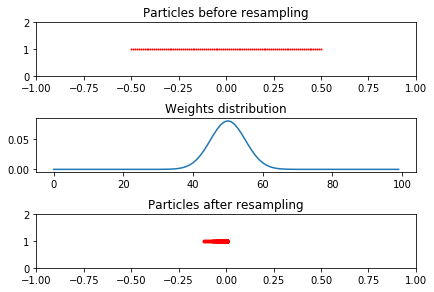 Particles before resampling
2
1
0
−1.00 −0.75 −0.50 −0.25 0.00 0.25 0.50 0.75 1.00
Weights distribution
0.05
0.00
0 20 40 60 80 100
Particles after resampling
2
1
0
−1.00 −0.75 −0.50 −0.25 0.00 0.25 0.50 0.75 1.00